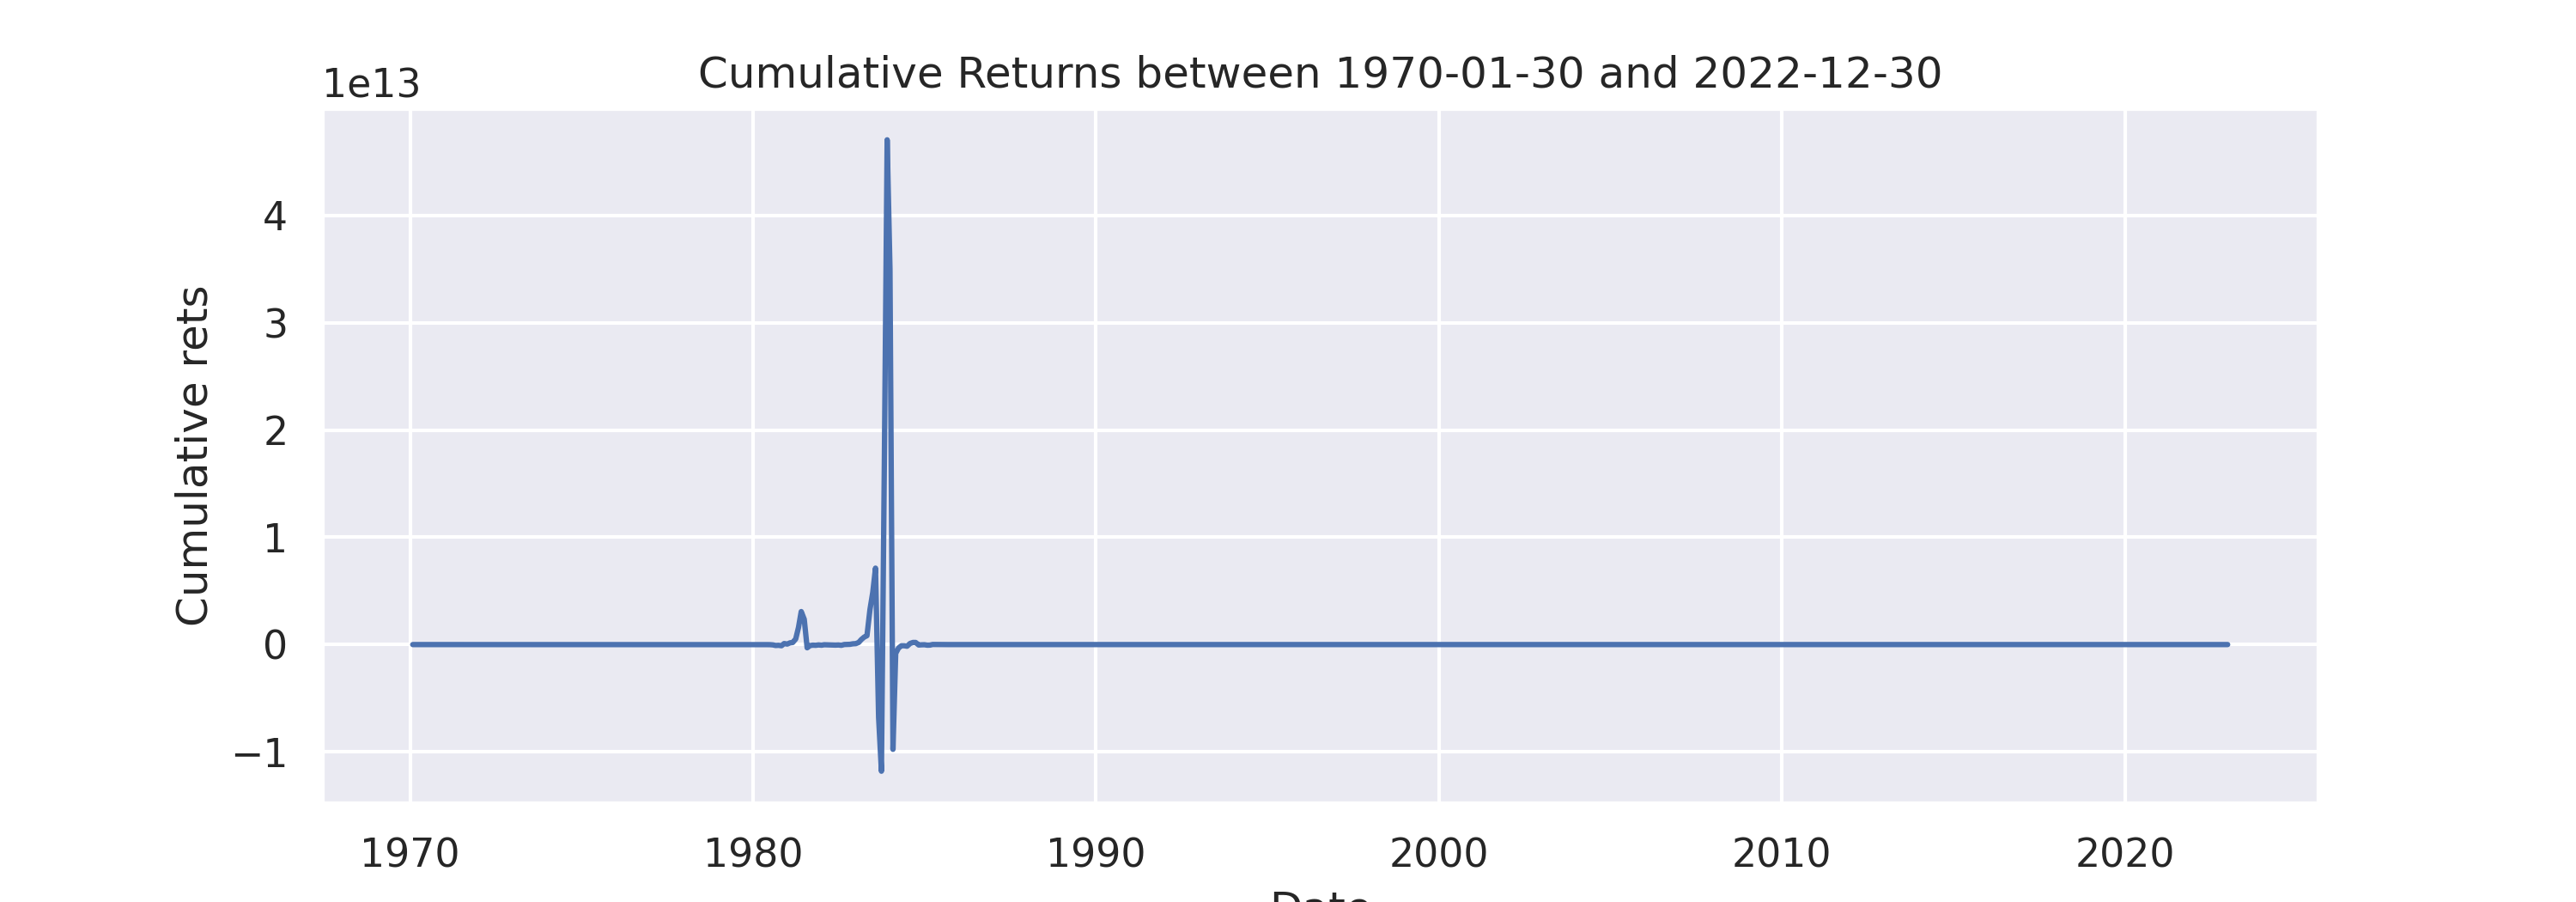 Cumulative Returns between 1970-01-30 and 2022-12-30
1e13
4
3
2
1
0
−1
Cumulative rets
1970 1980 1990 2000 2010 2020
Date